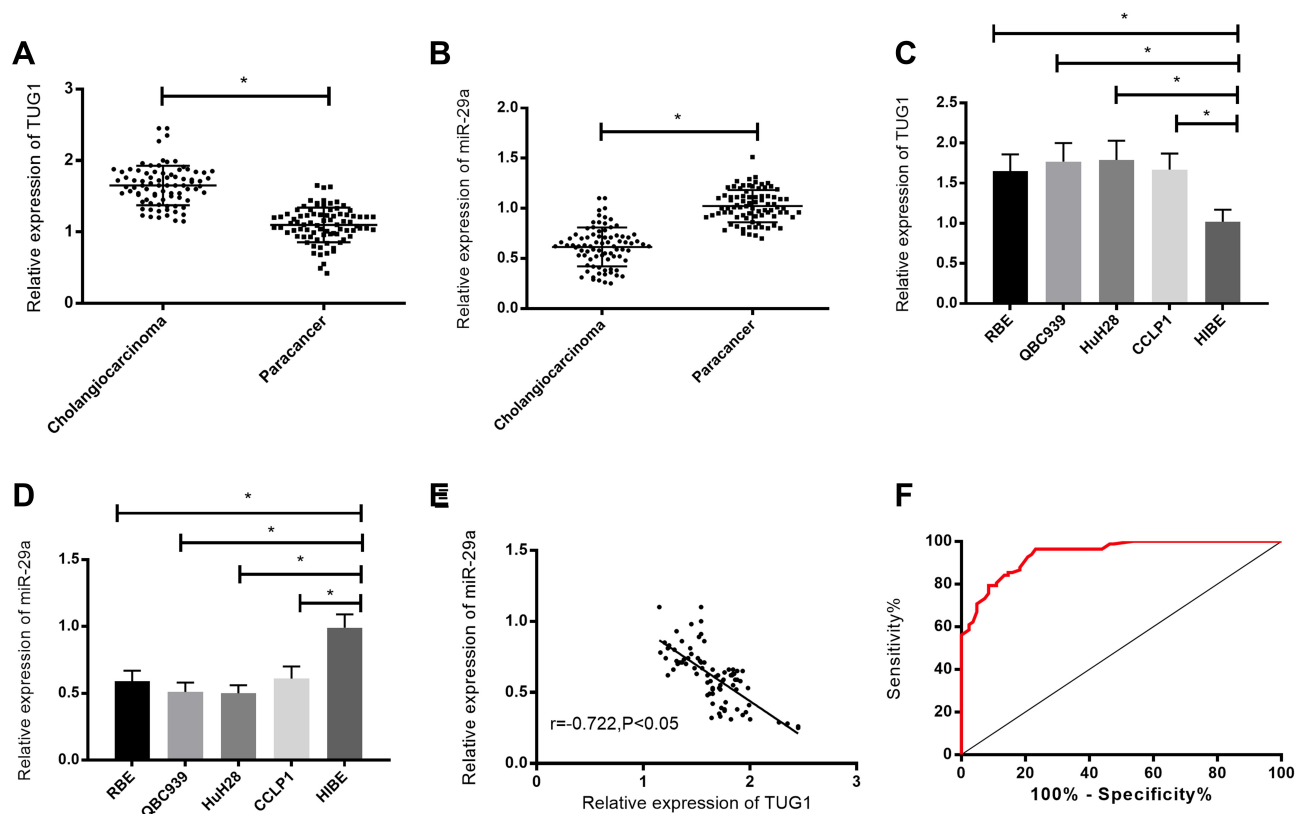 A
Relative expression of TUG1
3
2
1
0
*
Cholangiocarcinoma
Paracancer
B
Relative expression of miR-29a
2.0
1.5
1.0
0.5
0.0
*
Cholangiocarcinoma
Paracancer
C
Relative expression of TUG1
2.5
2.0
1.5
1.0
0.5
0.0
*
*
*
*
RBE
QBC939
HuH28
CCLP1
HIBE
D
Relative expression of miR-29a
1.5
1.0
0.5
0.0
*
*
*
*
RBE
QBC939
HuH28
CCLP1
HIBE
E
Relative expression of miR-29a
1.5
1.0
0.5
0.0
r=-0.722,P<0.05
0
1
2
3
Relative expression of TUG1
F
Sensitivity%
100
80
60
40
20
0
0
20
40
60
80
100
100% - Specificity%